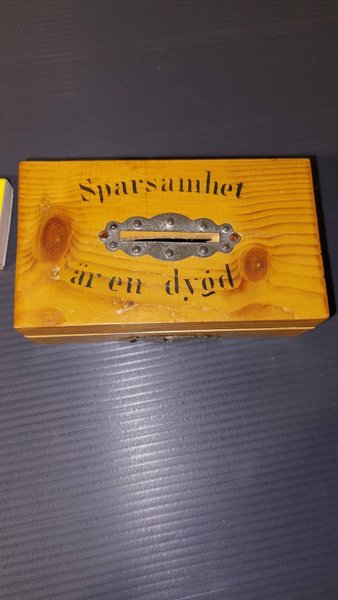 Sparsamhet
är en dygd